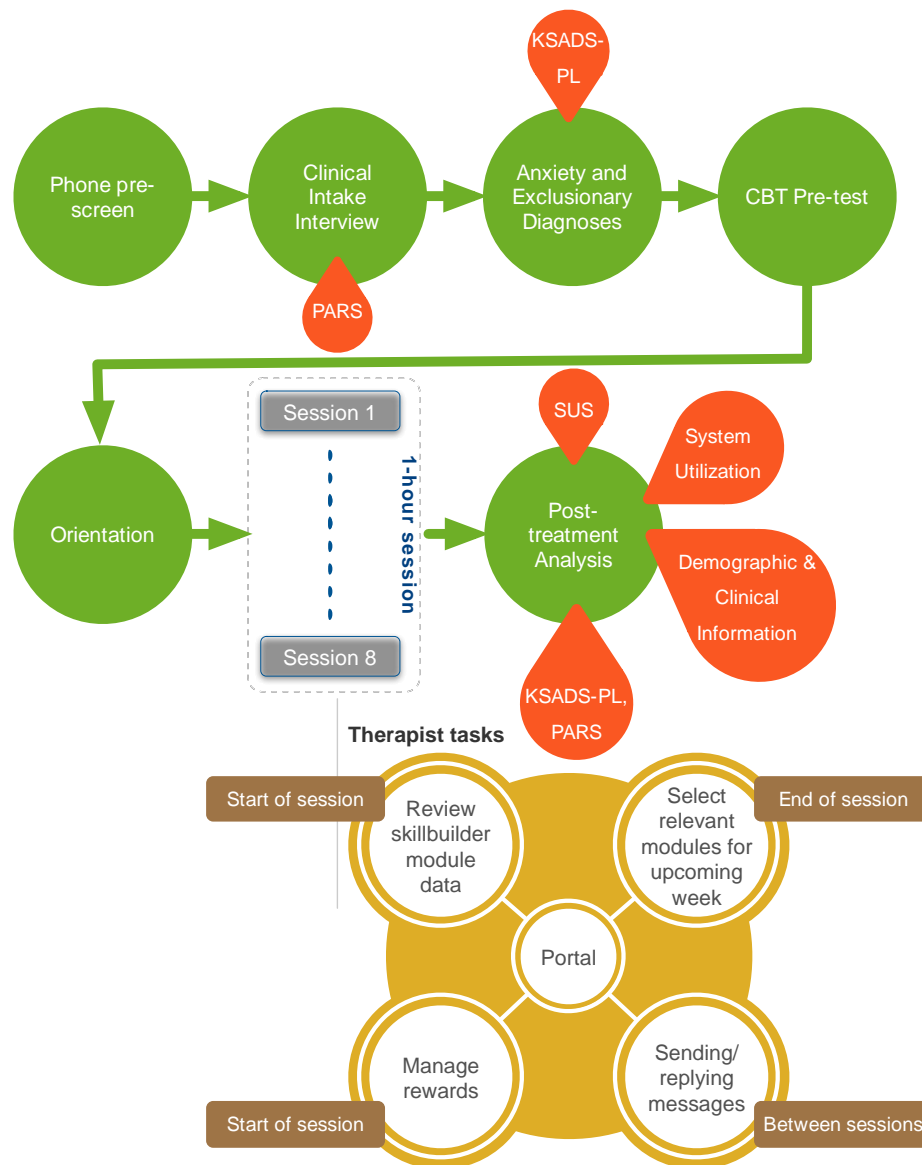 KSADS-
PL
Phone pre-
screen
Clinical
Intake
Interview
Anxiety and
Exclusionary
Diagnoses
CBT Pre-test
PARS
Orientation
Session 1
1-hour session
Session 8
SUS
System
Utilization
Post-
treatment
Analysis
Demographic &
Clinical
Information
KSADS-PL,
PARS
Therapist tasks
Start of session
Review
skillbuilder
module
data
Select
relevant
modules for
upcoming
week
End of session
Portal
Manage
rewards
Start of session
Sending/
replying
messages
Between sessions